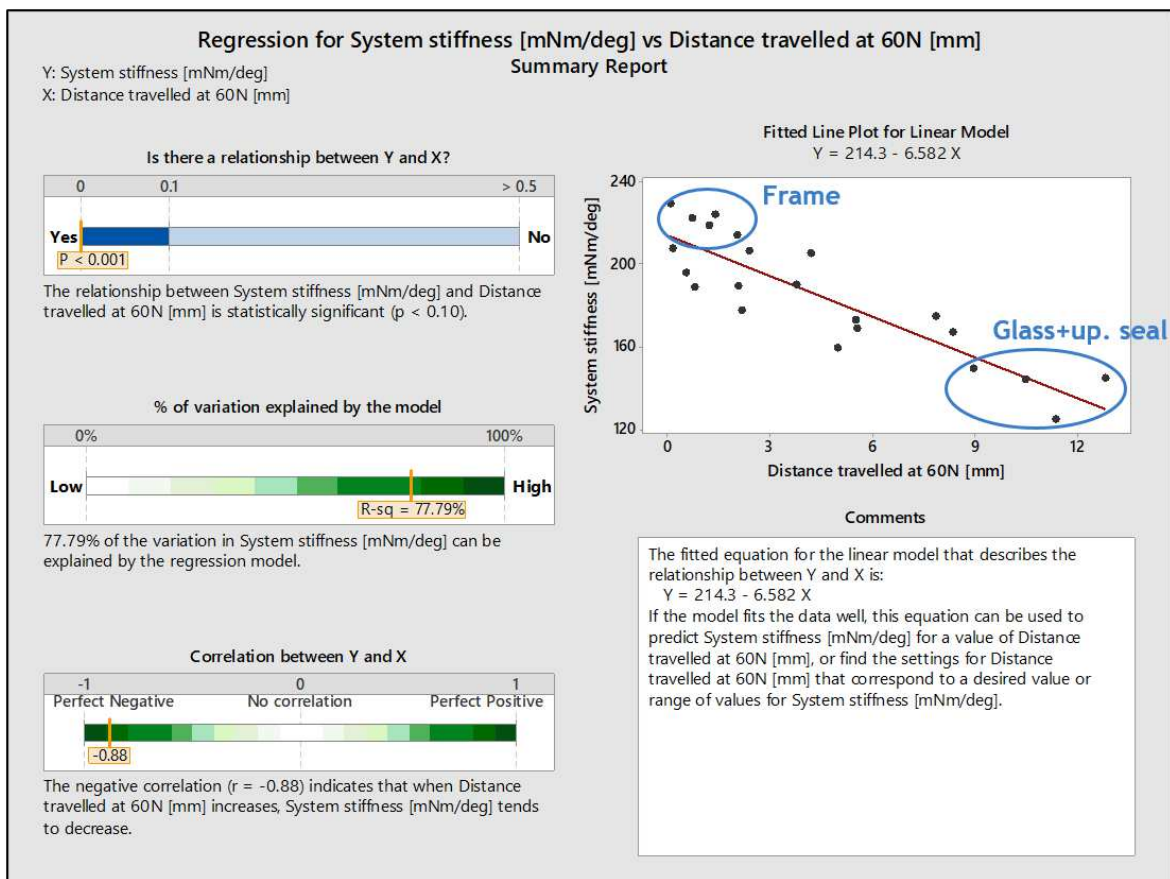 Regression for System stiffness [mNm/deg] vs Distance travelled at 60N [mm]
Summary Report
Y: System stiffness [mNm/deg]
X: Distance travelled at 60N [mm]
Is there a relationship between Y and X?
0 0.1 > 0.5
Yes No
P < 0.001
The relationship between System stiffness [mNm/deg] and Distance
travelled at 60N [mm] is statistically significant (p < 0.10).
% of variation explained by the model
0% 100%
Low High
R-sq = 77.79%
77.79% of the variation in System stiffness [mNm/deg] can be
explained by the regression model.
Correlation between Y and X
-1 0 1
Perfect Negative No correlation Perfect Positive
-0.88
The negative correlation (r = -0.88) indicates that when Distance
travelled at 60N [mm] increases, System stiffness [mNm/deg] tends
to decrease.
Fitted Line Plot for Linear Model
Y = 214.3 - 6.582 X
240
200
160
120
System stiffness [mNm/deg]
Frame
Glass+up. seal
0 3 6 9 12
Distance travelled at 60N [mm]
Comments
The fitted equation for the linear model that describes the
relationship between Y and X is:
Y = 214.3 - 6.582 X
If the model fits the data well, this equation can be used to
predict System stiffness [mNm/deg] for a value of Distance
travelled at 60N [mm], or find the settings for Distance
travelled at 60N [mm] that correspond to a desired value or
range of values for System stiffness [mNm/deg].